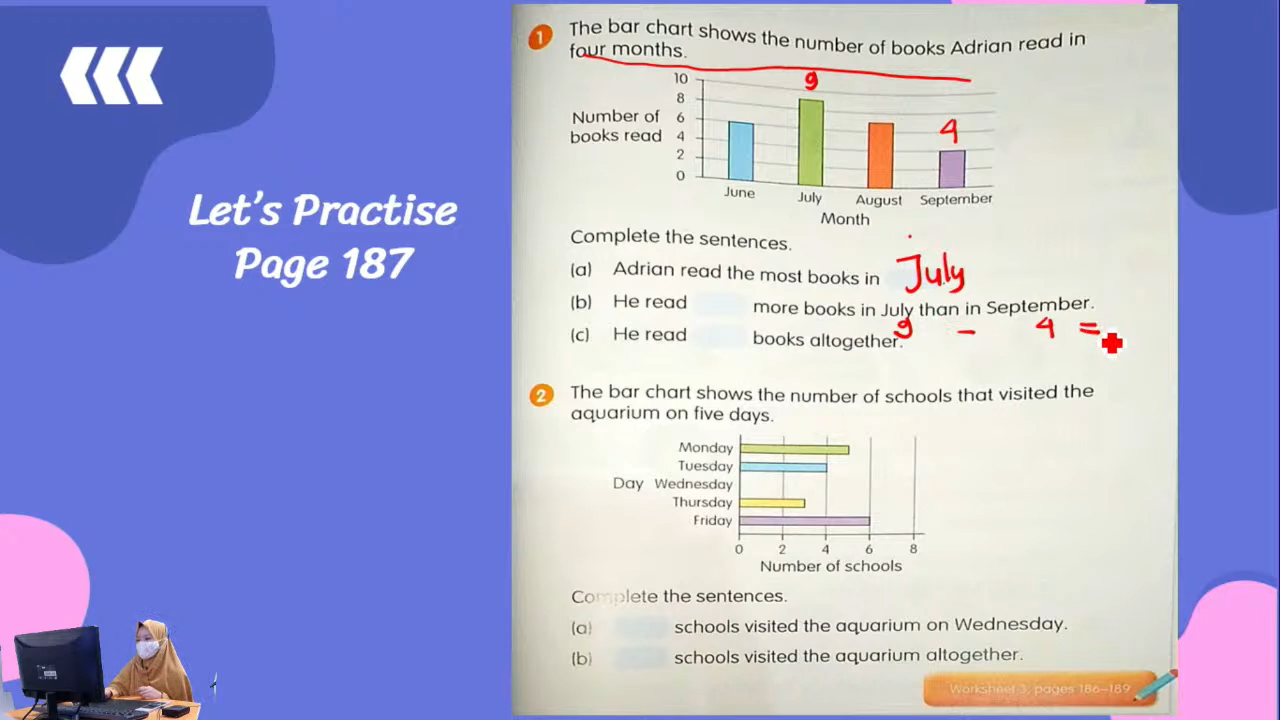 Let's Practise
Page 187
1 The bar chart shows the number of books Adrian read in
four months.
Number of
books read
10
8
6
4
2
0
9
4
June
July
August
September
Month
Complete the sentences.
(a) Adrian read the most books in July
(b) He read more books in July than in September.
9 - 4 =
(c) He read books altogether.
2 The bar chart shows the number of schools that visited the
aquarium on five days.
Day
Monday
Tuesday
Wednesday
Thursday
Friday
0 2 4 6 8
Number of schools
Complete the sentences.
(a) schools visited the aquarium on Wednesday.
(b) schools visited the aquarium altogether.
Worksheet 3, pages 186–189